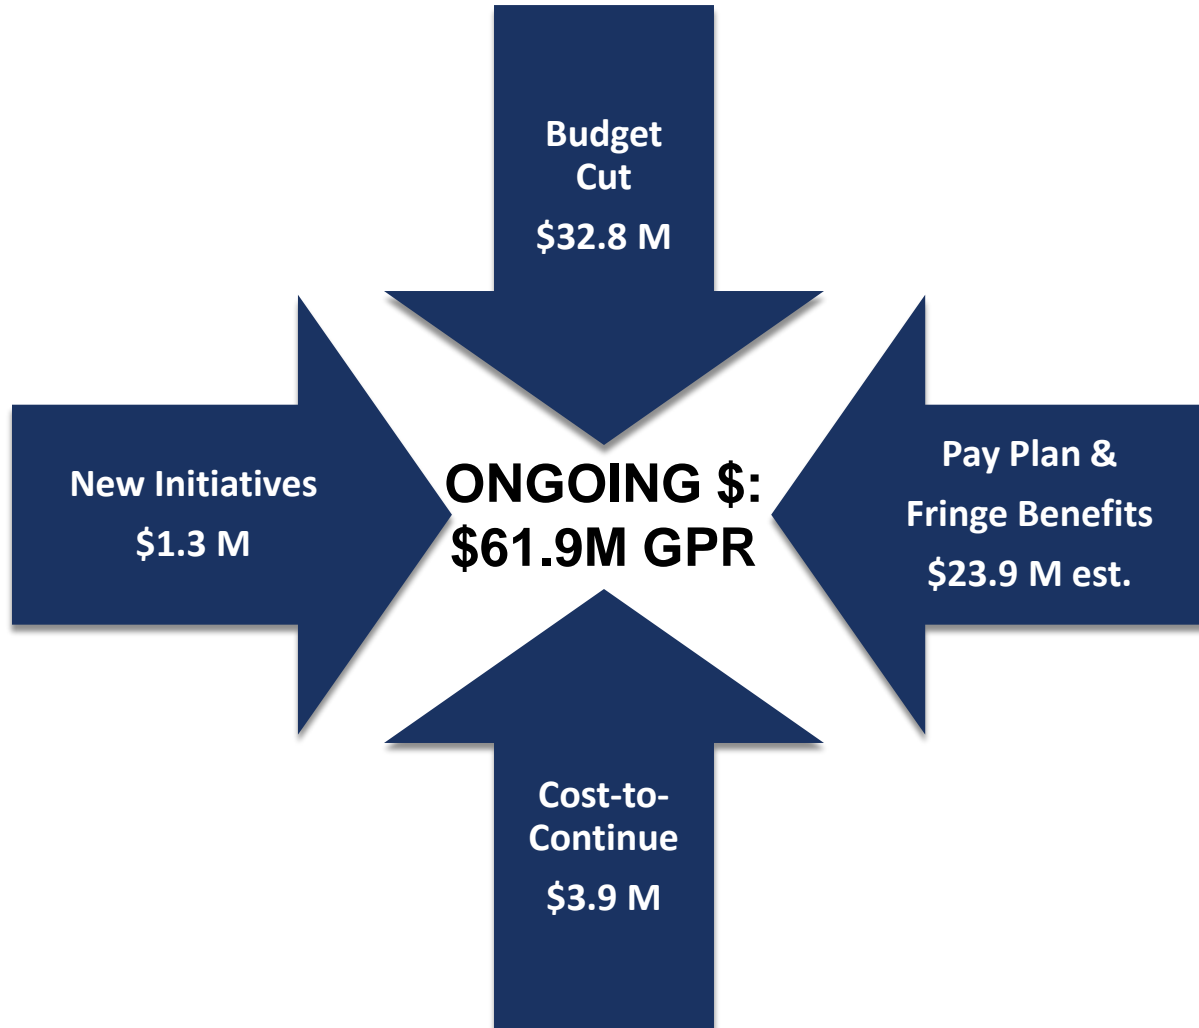 Budget
Cut
$32.8 M
New Initiatives
$1.3 M
ONGOING $:
$61.9M GPR
Pay Plan &
Fringe Benefits
$23.9 M est.
Cost-to-
Continue
$3.9 M